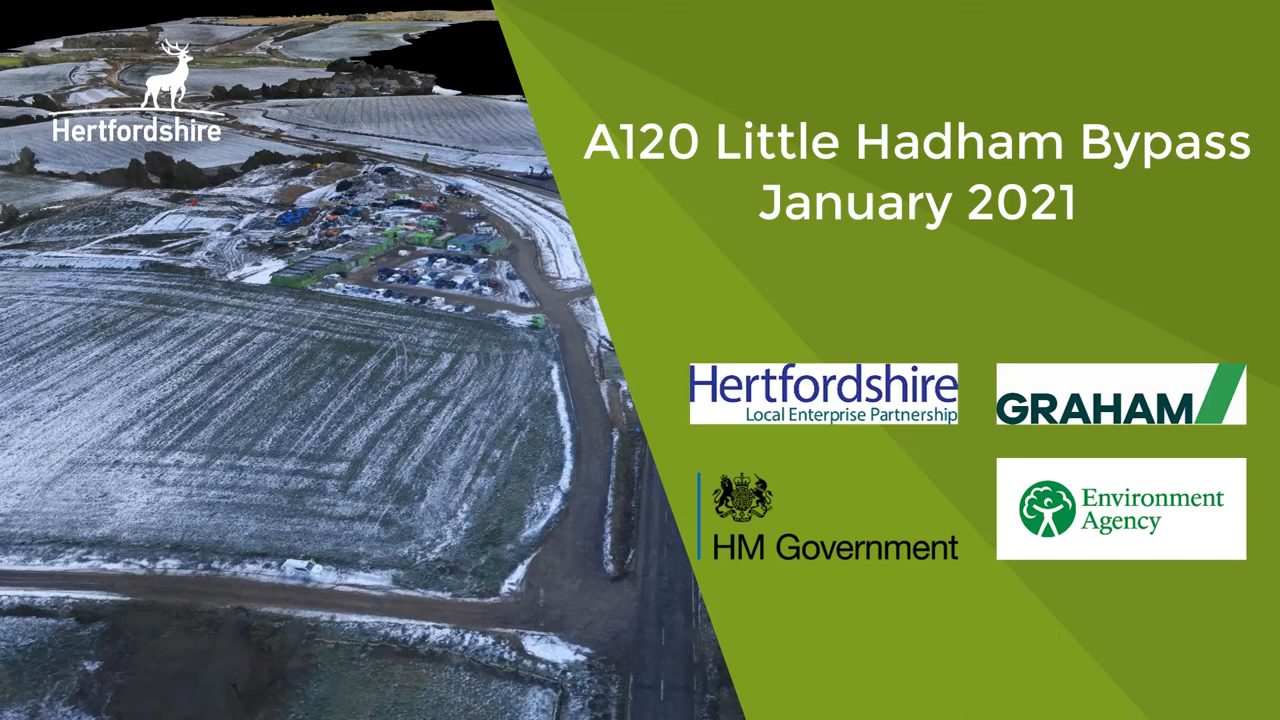 Hertfordshire
A120 Little Hadham Bypass
January 2021
Hertfordshire
Local Enterprise Partnership
GRAHAM
HM Government
Environment
Agency